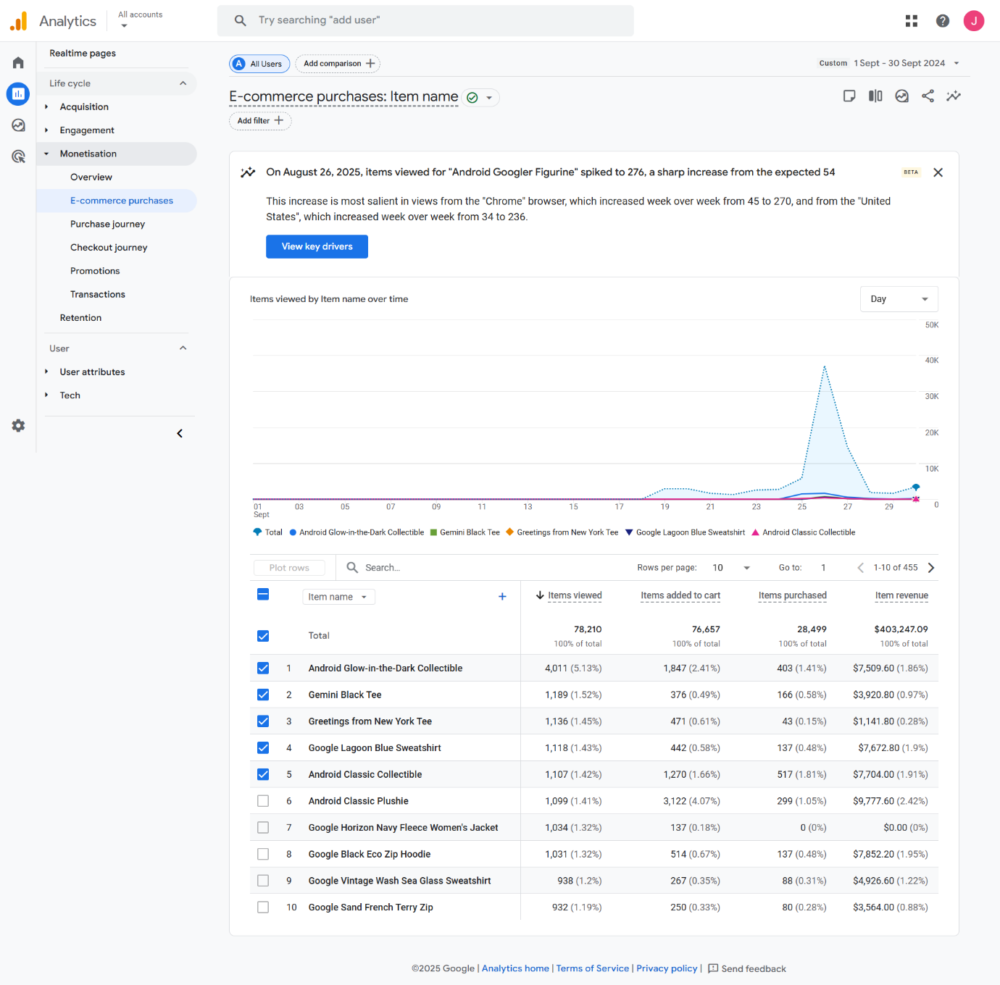 Analytics
All accounts
Try searching "add user"
J
Realtime pages
Life cycle
Acquisition
Engagement
Monetisation
Overview
E-commerce purchases
Purchase journey
Checkout journey
Promotions
Transactions
Retention
User
User attributes
Tech
A All Users
Add comparison
Custom 1 Sept - 30 Sept 2024
E-commerce purchases: Item name
Add filter
On August 26, 2025, items viewed for "Android Googler Figurine" spiked to 276, a sharp increase from the expected 54
BETA
This increase is most salient in views from the "Chrome" browser, which increased week over week from 45 to 270, and from the "United
States", which increased week over week from 34 to 236.
View key drivers
Items viewed by Item name over time
Day
50K
40K
30K
20K
10K
0
01 03 05 07 09 11 13 15 17 19 21 23 25 27 29
Sept
Total Android Glow-in-the-Dark Collectible Gemini Black Tee Greetings from New York Tee Google Lagoon Blue Sweatshirt Android Classic Collectible
Plot rows Search... Rows per page: 10 Go to: 1 1-10 of 455
Item name + Items viewed Items added to cart Items purchased Item revenue
Total 78,210 76,657 28,499 $403,247.09
100% of total 100% of total 100% of total 100% of total
1 Android Glow-in-the-Dark Collectible 4,011 (5.13%) 1,847 (2.41%) 403 (1.41%) $7,509.60 (1.86%)
2 Gemini Black Tee 1,189 (1.52%) 376 (0.49%) 166 (0.58%) $3,920.80 (0.97%)
3 Greetings from New York Tee 1,136 (1.45%) 471 (0.61%) 43 (0.15%) $1,141.80 (0.28%)
4 Google Lagoon Blue Sweatshirt 1,118 (1.43%) 442 (0.58%) 137 (0.48%) $7,672.80 (1.9%)
5 Android Classic Collectible 1,107 (1.42%) 1,270 (1.66%) 517 (1.81%) $7,704.00 (1.91%)
6 Android Classic Plushie 1,099 (1.41%) 3,122 (4.07%) 299 (1.05%) $9,777.60 (2.42%)
7 Google Horizon Navy Fleece Women's Jacket 1,034 (1.32%) 137 (0.18%) 0 (0%) $0.00 (0%)
8 Google Black Eco Zip Hoodie 1,031 (1.32%) 514 (0.67%) 137 (0.48%) $7,852.20 (1.95%)
9 Google Vintage Wash Sea Glass Sweatshirt 938 (1.2%) 267 (0.35%) 88 (0.31%) $4,926.60 (1.22%)
10 Google Sand French Terry Zip 932 (1.19%) 250 (0.33%) 80 (0.28%) $3,564.00 (0.88%)
©2025 Google | Analytics home | Terms of Service | Privacy policy | Send feedback